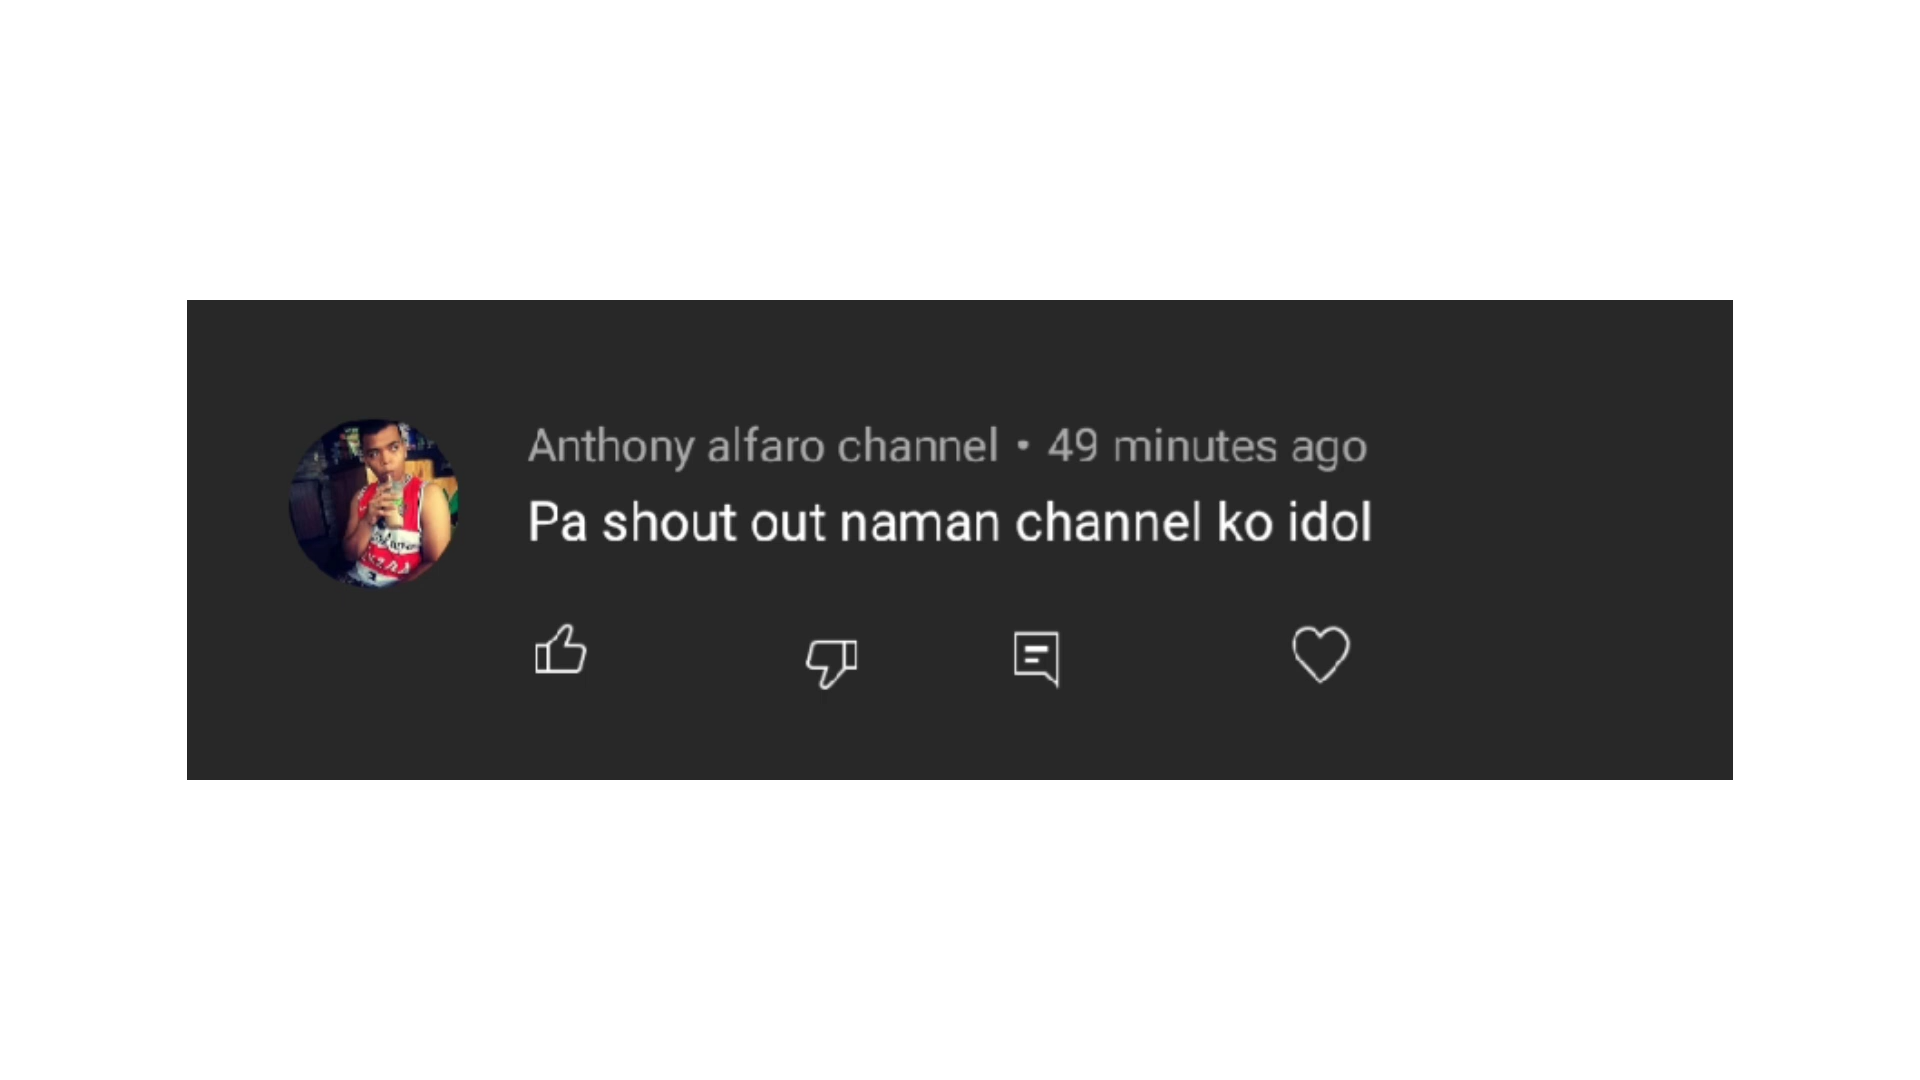 Anthony alfaro channel • 49 minutes ago
Pa shout out naman channel ko idol